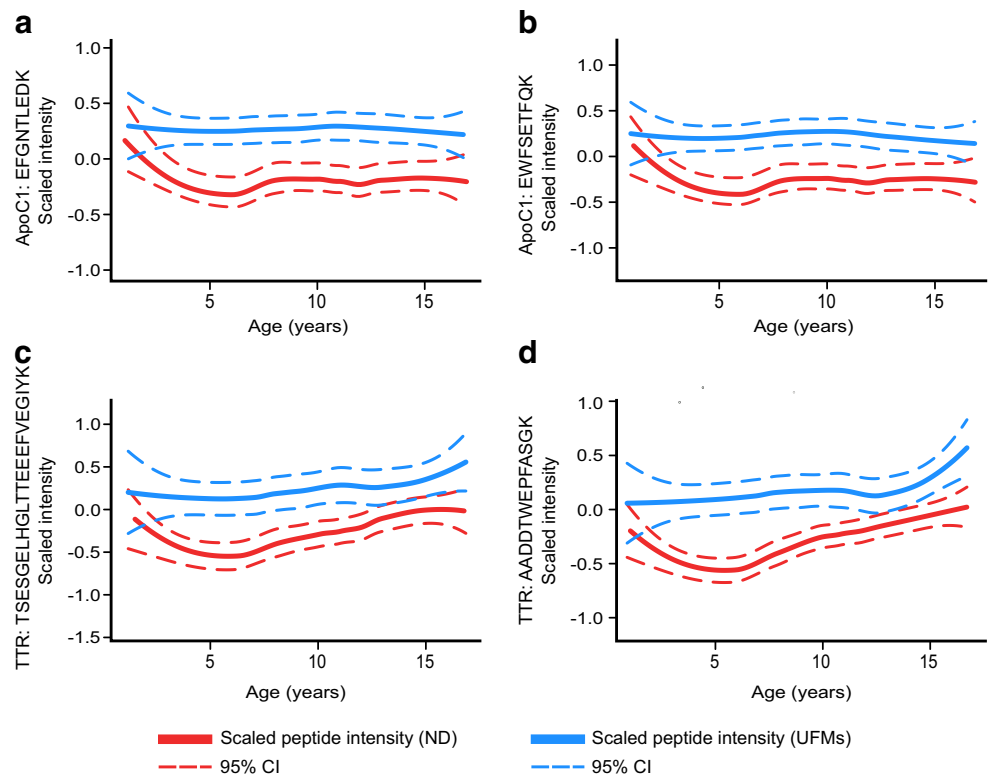 a
ApoC1: EFGNTLEDK
Scaled intensity
1.0
0.5
0.0
-0.5
-1.0
5
10
15
Age (years)
b
ApoC1: EWFSETFQK
Scaled intensity
1.0
0.5
0.0
-0.5
-1.0
5
10
15
Age (years)
c
TTR: TSESGELHGLTTEEEFVEGIYK
Scaled intensity
1.0
0.5
0.0
-0.5
-1.0
-1.5
5
10
15
Age (years)
d
TTR: AADDTWEPFASGK
Scaled intensity
1.0
0.5
0.0
-0.5
-1.0
5
10
15
Age (years)
Scaled peptide intensity (ND)
95% CI
Scaled peptide intensity (UFMs)
95% CI